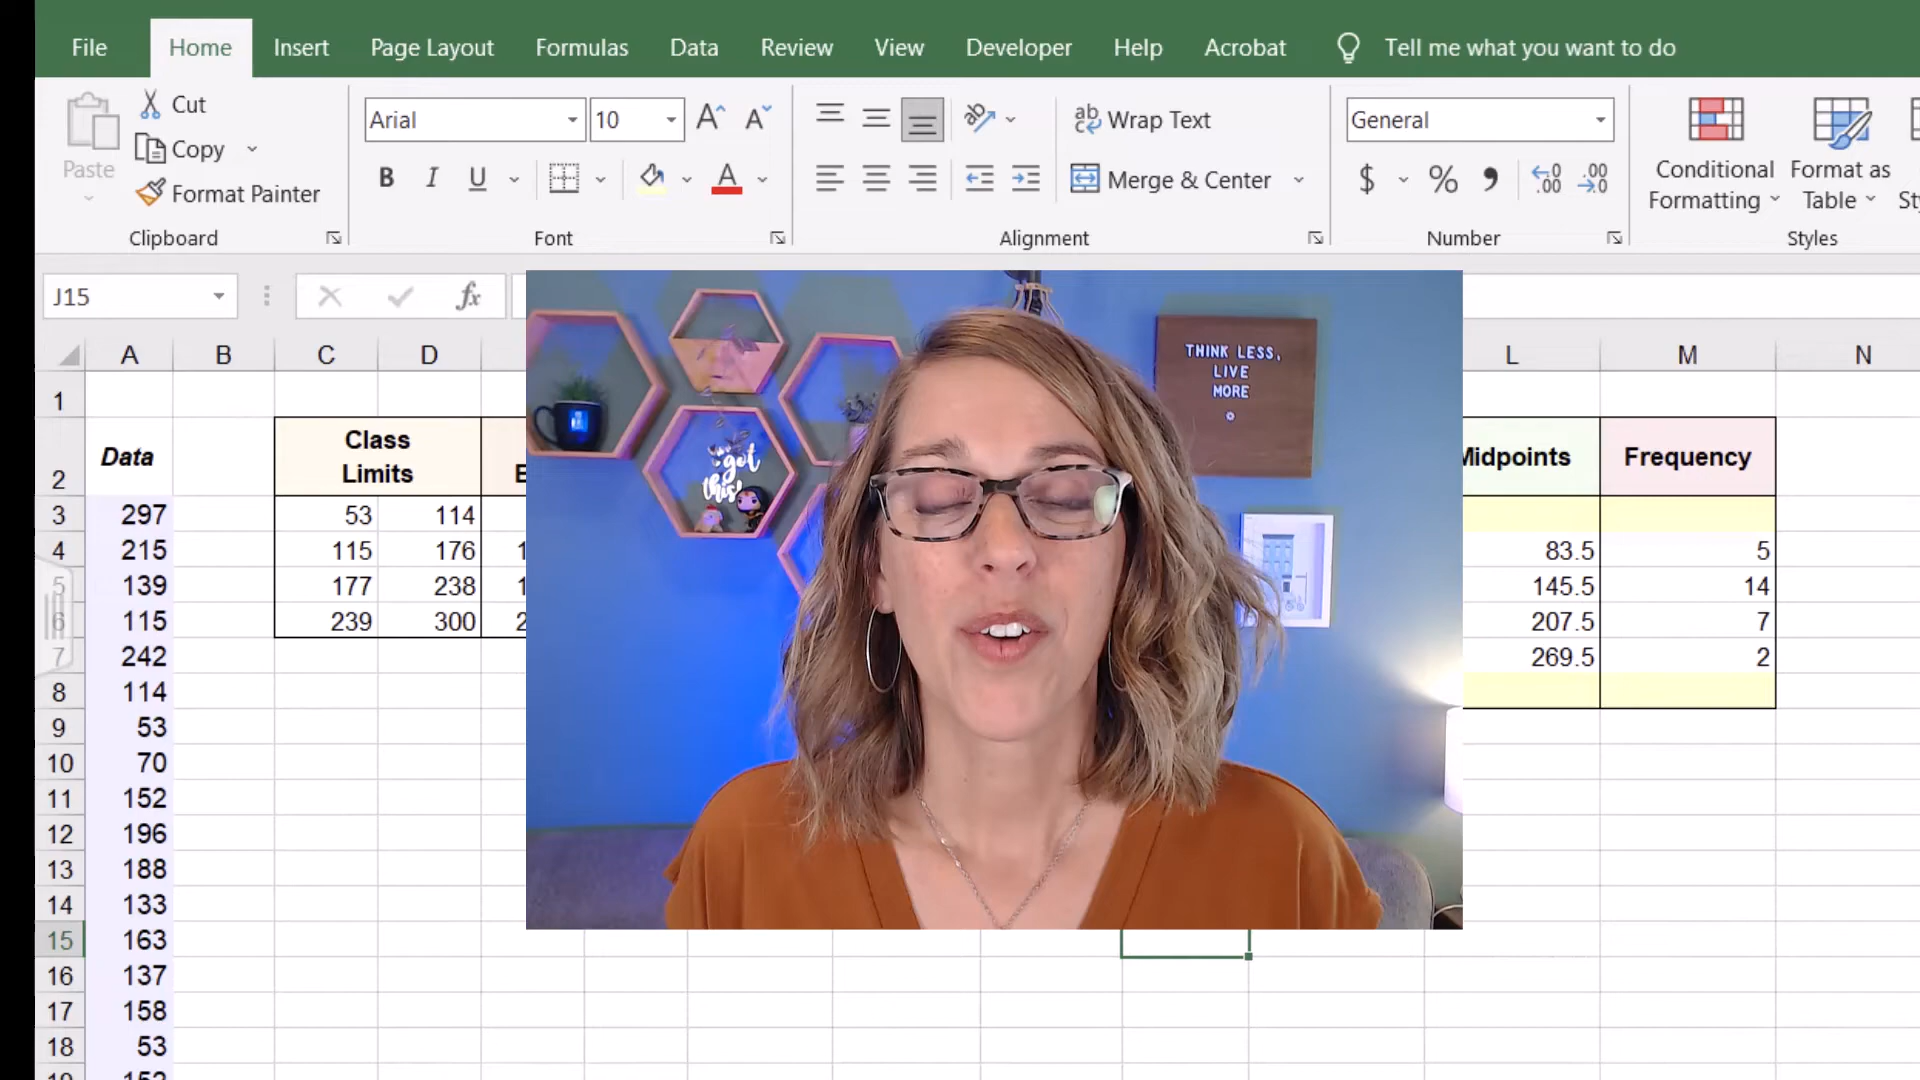 File Home Insert Page Layout Formulas Data Review View Developer Help Acrobat Tell me what you want to do
Paste
Cut
Copy
Format Painter
Clipboard
Arial 10
B I U
Font
Wrap Text
Merge & Center
Alignment
General
$ % 
Number
Conditional
Formatting
Format as
Table
Styles
J15 fx
A B C D L M N
1
2 Data Class
Limits Midpoints Frequency
3 297 53 114
4 215 115 176 83.5 5
5 139 177 238 145.5 14
6 115 239 300 207.5 7
7 242 269.5 2
8 114
9 53
10 70
11 152
12 196
13 188
14 133
15 163
16 137
17 158
18 53
THINK LESS,
LIVE
MORE
got
this!